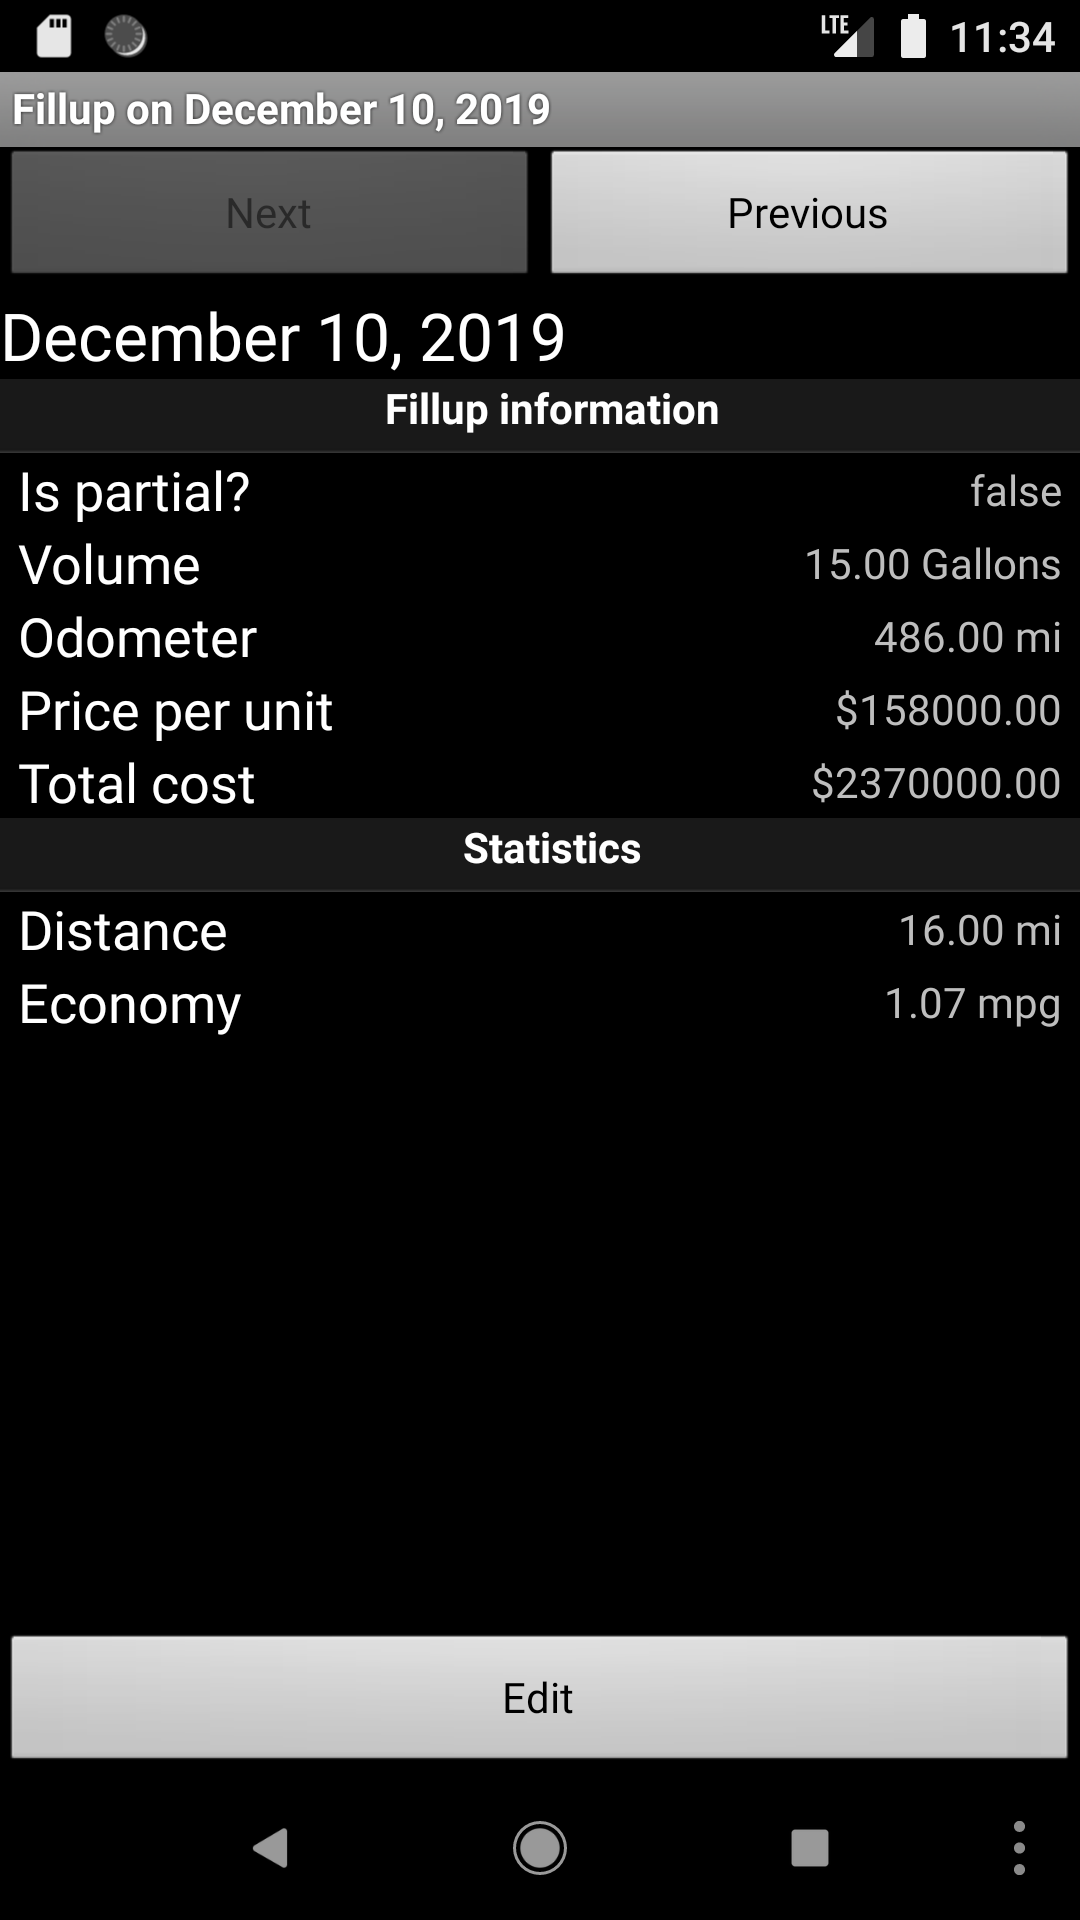 LTE 11:34
Fillup on December 10, 2019
Next Previous
December 10, 2019
Fillup information
Is partial? false
Volume 15.00 Gallons
Odometer 486.00 mi
Price per unit $158000.00
Total cost $2370000.00
Statistics
Distance 16.00 mi
Economy 1.07 mpg
Edit